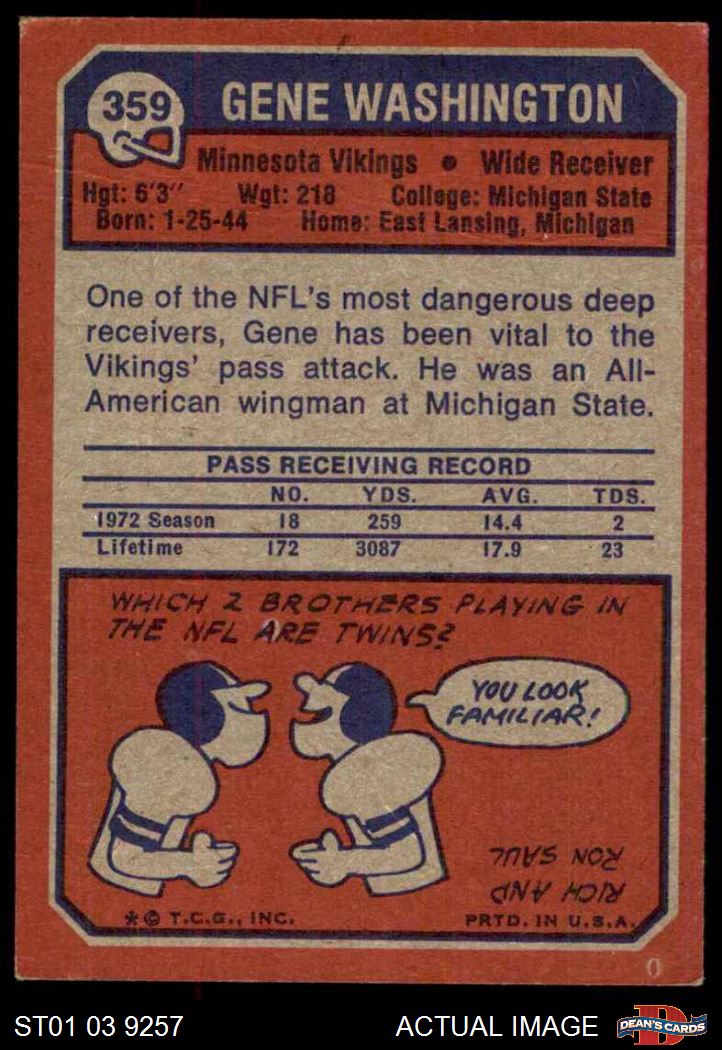 359 GENE WASHINGTON
Minnesota Vikings • Wide Receiver
Hgt: 6'3" Wgt: 218 College: Michigan State
Born: 1-25-44 Home: East Lansing, Michigan
One of the NFL's most dangerous deep
receivers, Gene has been vital to the
Vikings' pass attack. He was an All-
American wingman at Michigan State.
PASS RECEIVING RECORD
NO. YDS. AVG. TDS.
1972 Season 18 259 14.4 2
Lifetime 172 3087 17.9 23
WHICH 2 BROTHERS PLAYING IN
THE NFL ARE TWINS?
YOU LOOK
FAMILIAR!
RICH AND
RON SAUL
* © T.C.G., INC. PRTD. IN U.S.A.
0
ST01 03 9257 ACTUAL IMAGE D
DEAN'S CARDS